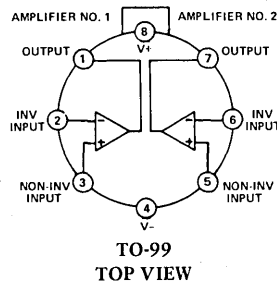 AMPLIFIER NO. 1
AMPLIFIER NO. 2
8
V+
OUTPUT
1
7
OUTPUT
INV
INPUT
2
−
−
6
INV
INPUT
+
+
NON-INV
INPUT
3
5
NON-INV
INPUT
4
V−
TO-99
TOP VIEW